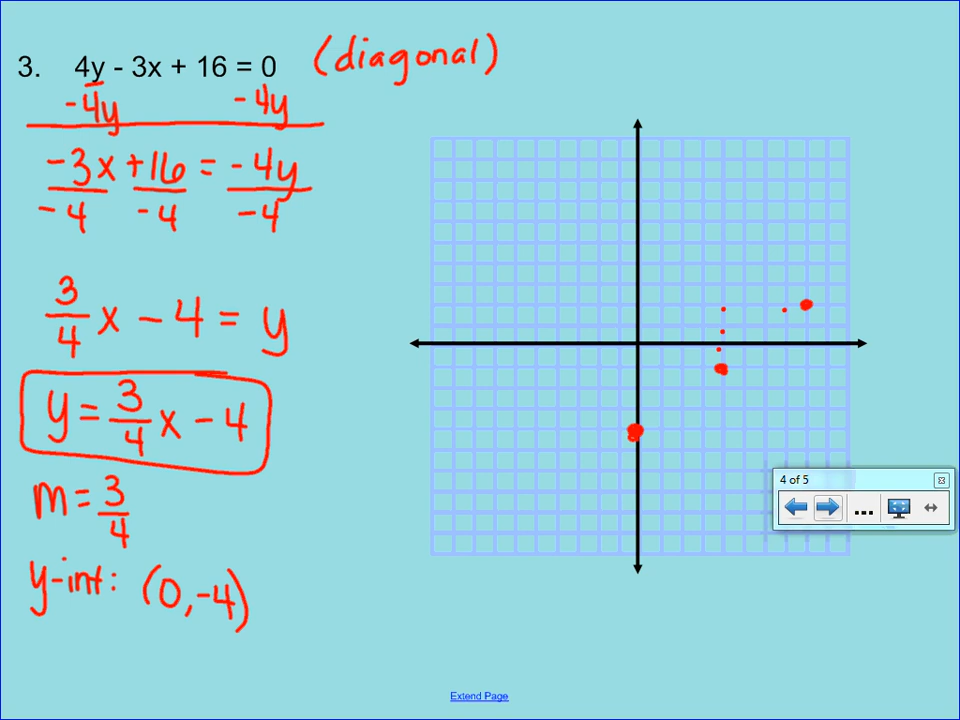 3. 4y - 3x + 16 = 0 (diagonal)
-4y -4y
-3x +16 = -4y
-4 -4 -4
3/4 x - 4 = y
y = 3/4 x - 4
m = 3/4
y-int: (0, -4)
4 of 5
...
Extend Page